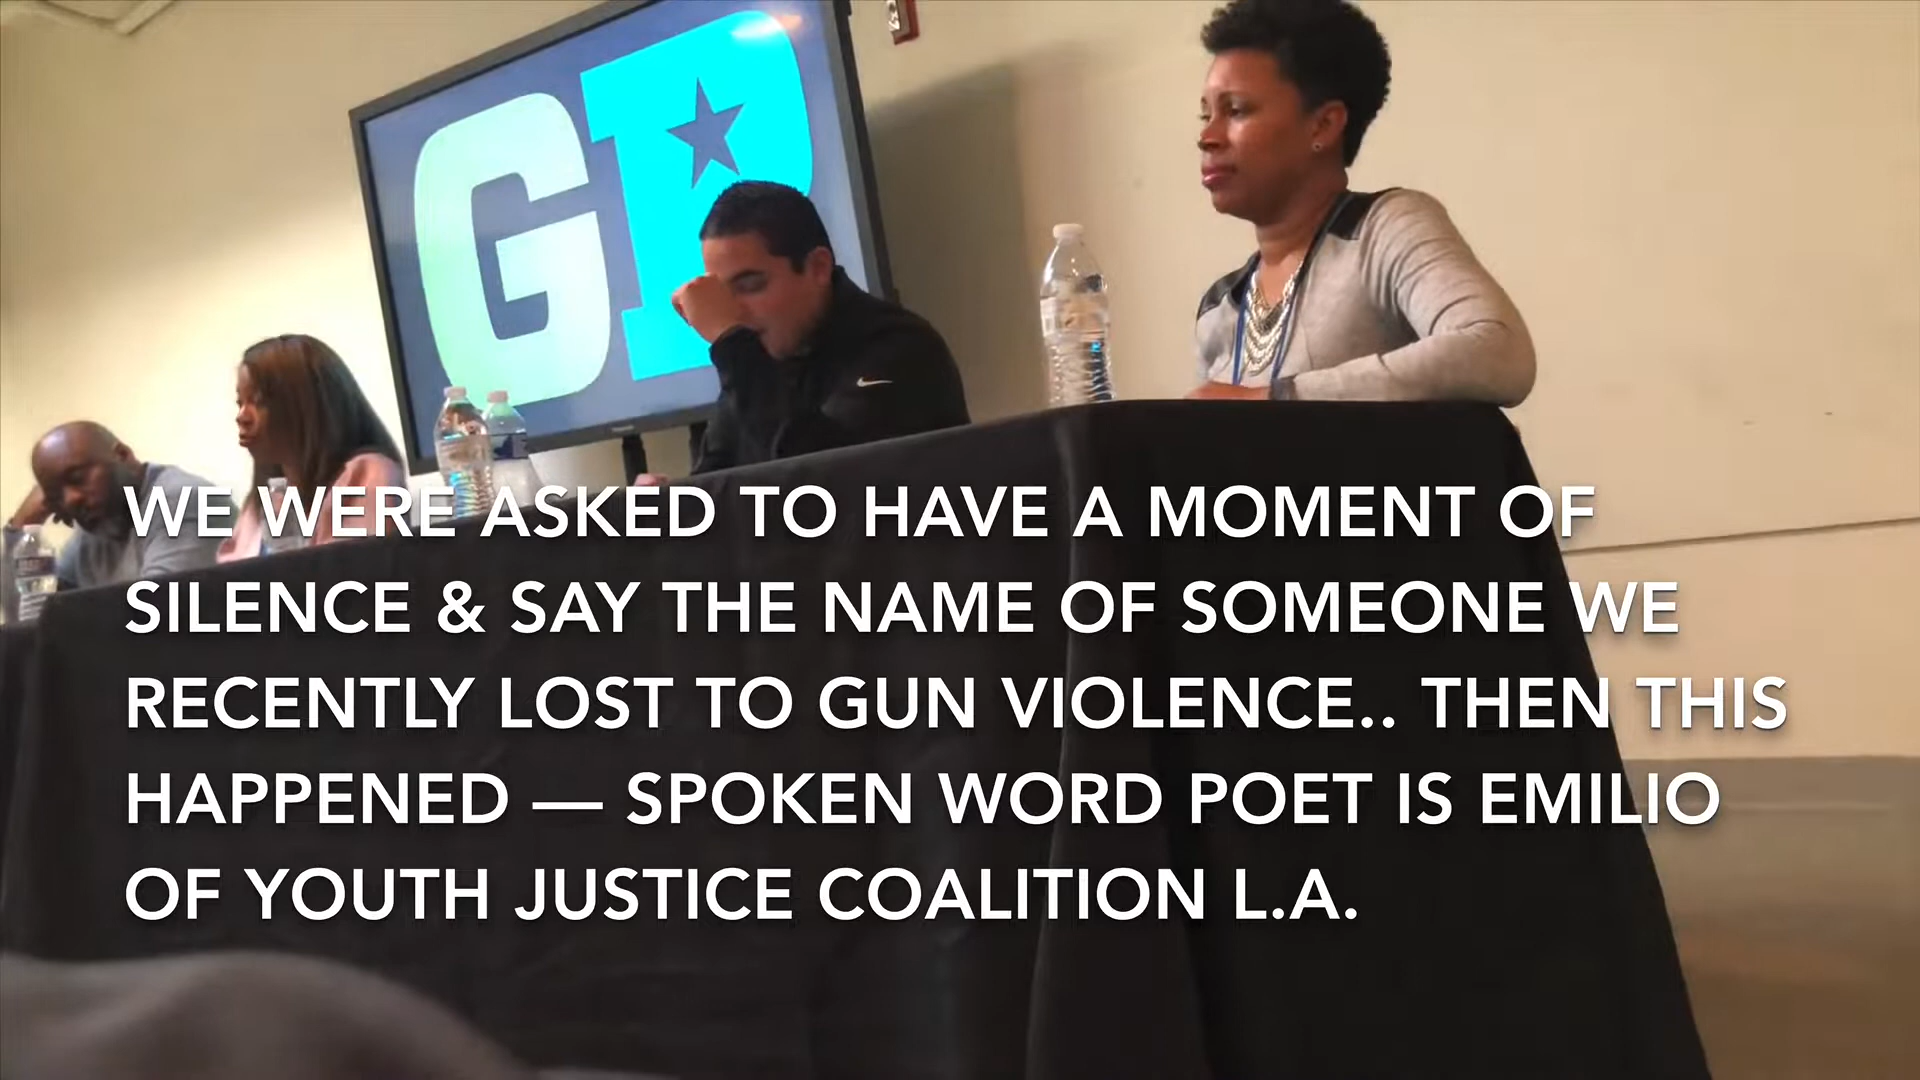 GP
WE WERE ASKED TO HAVE A MOMENT OF
SILENCE & SAY THE NAME OF SOMEONE WE
RECENTLY LOST TO GUN VIOLENCE.. THEN THIS
HAPPENED — SPOKEN WORD POET IS EMILIO
OF YOUTH JUSTICE COALITION L.A.